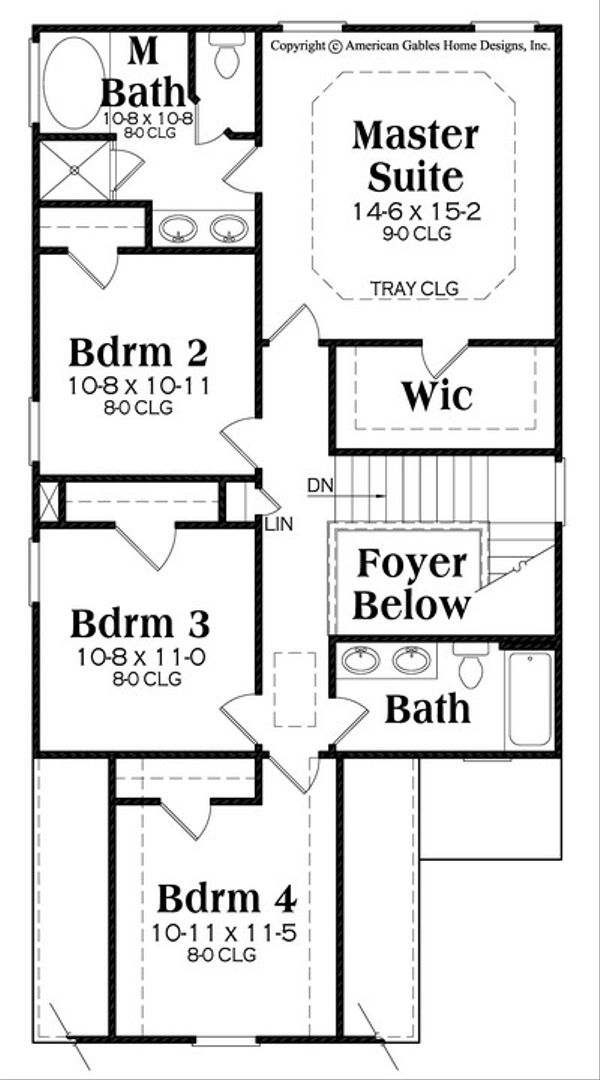 Copyright © American Gables Home Designs, Inc.
M
Bath
10-8 x 10-8
8-0 CLG
Master
Suite
14-6 x 15-2
9-0 CLG
TRAY CLG
Bdrm 2
10-8 x 10-11
8-0 CLG
Wic
DN
LIN
Foyer
Below
Bdrm 3
10-8 x 11-0
8-0 CLG
Bath
Bdrm 4
10-11 x 11-5
8-0 CLG